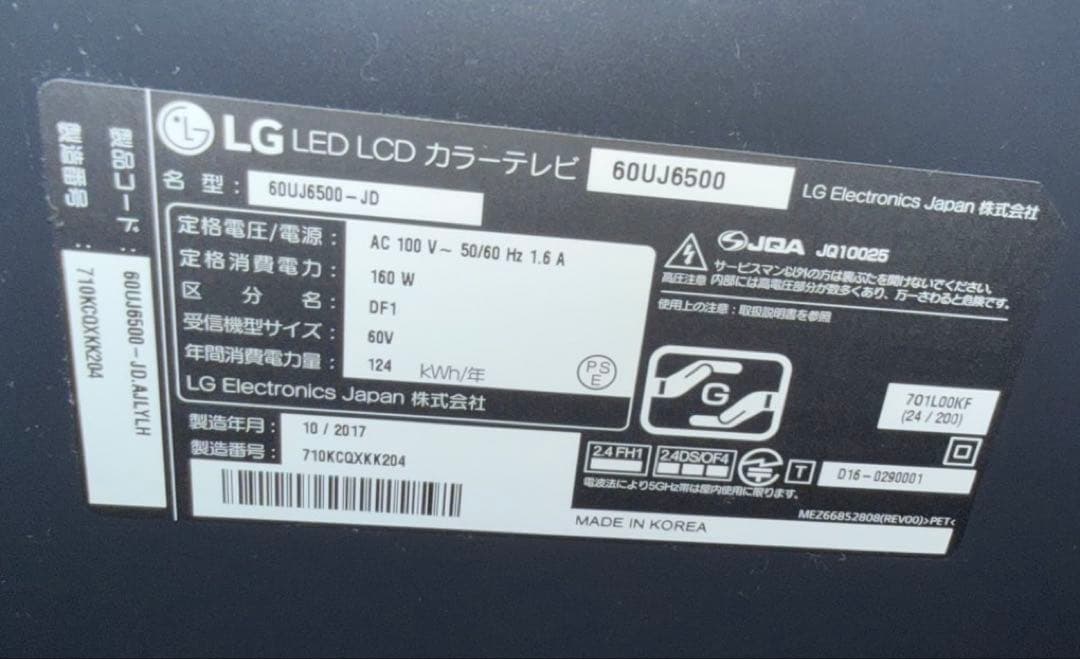 製品コード : 60UJ6500-JD.AJLYLH
製造番号 : 710KCQXKK204
LG LED LCD カラーテレビ 60UJ6500
LG Electronics Japan 株式会社
名 型 : 60UJ6500-JD
定格電圧/電源 : AC 100 V~ 50/60 Hz 1.6 A
定格消費電力 : 160 W
区 分 名 : DF1
受信機型サイズ : 60V
年間消費電力量 : 124 kWh/年
PS
E
LG Electronics Japan 株式会社
製造年月 : 10 / 2017
製造番号 : 710KCQXKK204
JQA JQ10025
高圧注意
サービスマン以外の方は裏ぶたを開けないでください。
内部には高電圧部分が数多くあり、万一さわると危険です。
使用上の注意 : 取扱説明書を参照
G
701L00KF
(24 / 200)
2.4 FH1
2.4DS/OF4
T
D16-0290001
電波法により5GHz帯は屋内使用に限ります。
MEZ66852808(REV00)>PET<
MADE IN KOREA